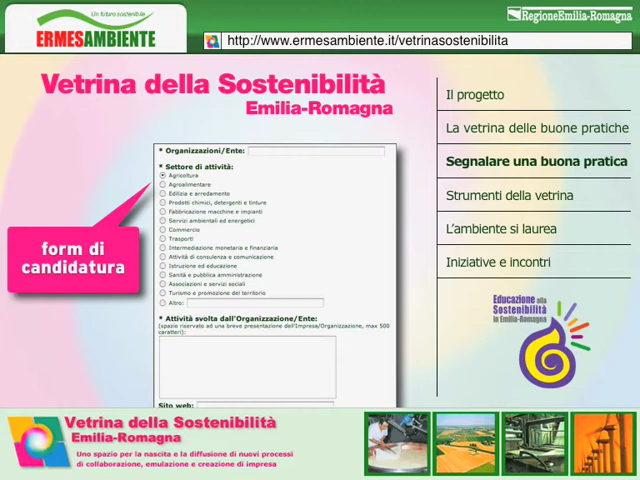 Un futuro sostenibile
ERMESAMBIENTE
RegioneEmilia-Romagna
http://www.ermesambiente.it/vetrinasostenibilita
Vetrina della Sostenibilità
Emilia-Romagna
* Organizzazioni/Ente:
* Settore di attività:
Agricoltura
Agroalimentare
Edilizia e arredamento
Prodotti chimici, detergenti e tinture
Fabbricazione macchine e impianti
Servizi ambientali ed energetici
Commercio
Trasporti
Intermediazione monetaria e finanziaria
Attività di consulenza e comunicazione
Istruzione ed educazione
Sanità e pubblica amministrazione
Associazioni e servizi sociali
Turismo e promozione del territorio
Altro:
* Attività svolta dall'Organizzazione/Ente:
(spazio riservato ad una breve presentazione dell'Impresa/Organizzazione, max 500
caratteri):
Sito web:
form di
candidatura
Il progetto
La vetrina delle buone pratiche
Segnalare una buona pratica
Strumenti della vetrina
L'ambiente si laurea
Iniziative e incontri
Educazione alla
Sostenibilità
in Emilia-Romagna
Vetrina della Sostenibilità
Emilia-Romagna
Uno spazio per la nascita e la diffusione di nuovi processi
di collaborazione, emulazione e creazione di impresa